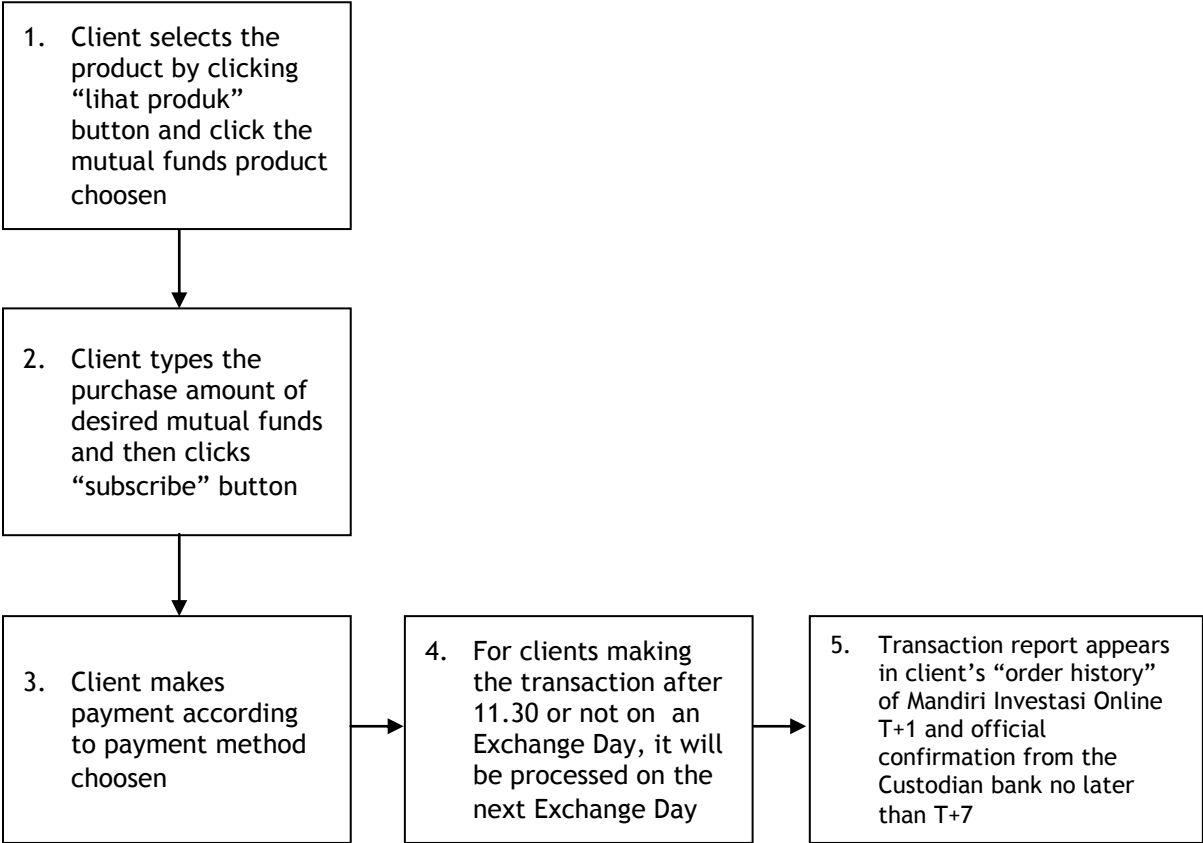 1. Client selects the
product by clicking
“lihat produk”
button and click the
mutual funds product
choosen
2. Client types the
purchase amount of
desired mutual funds
and then clicks
“subscribe” button
3. Client makes
payment according
to payment method
choosen
4. For clients making
the transaction after
11.30 or not on an
Exchange Day, it will
be processed on the
next Exchange Day
5. Transaction report appears
in client’s “order history”
of Mandiri Investasi Online
T+1 and official
confirmation from the
Custodian bank no later
than T+7